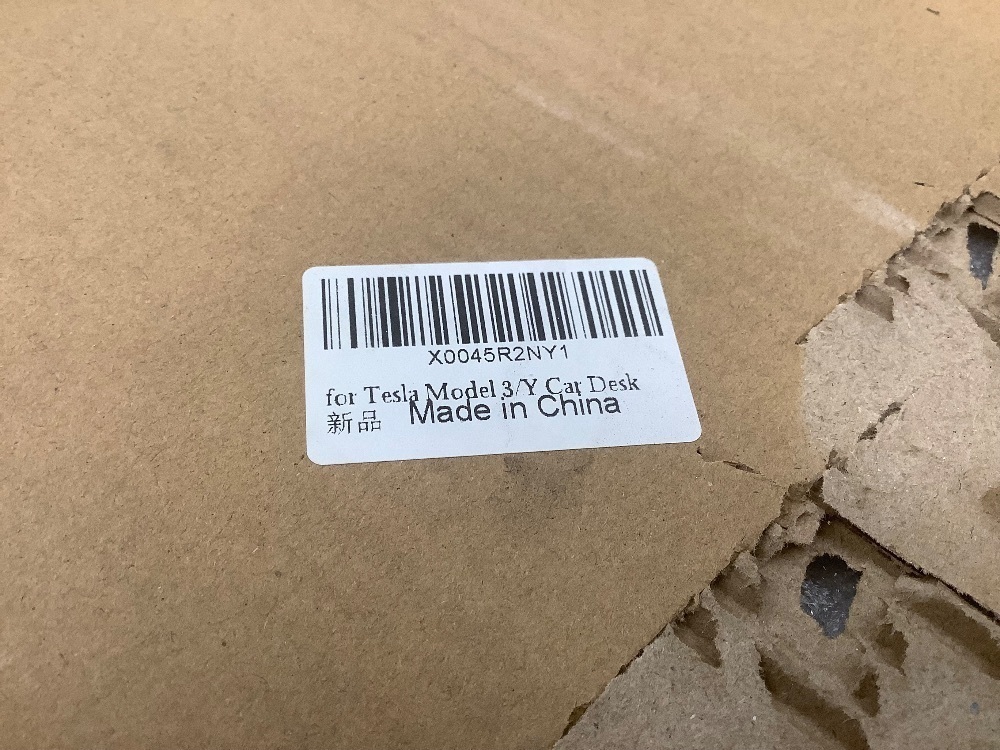 X0045R2NY1
for Tesla Model 3/Y Car Desk
新品 Made in China